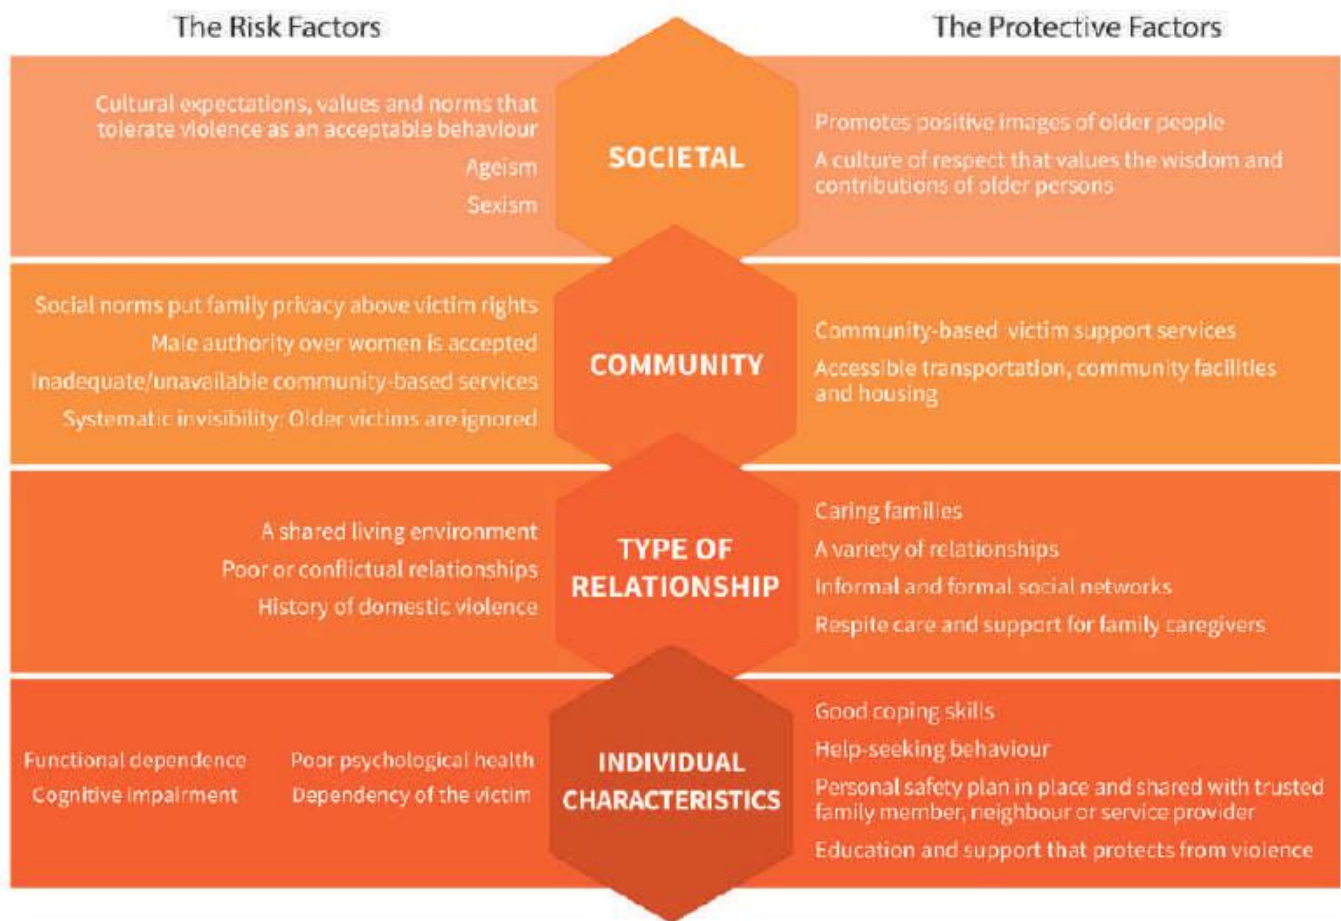 The Risk Factors
The Protective Factors
Cultural expectations, values and norms that
tolerate violence as an acceptable behaviour
Ageism
Sexism
SOCIETAL
Promotes positive images of older people
A culture of respect that values the wisdom and
contributions of older persons
Social norms put family privacy above victim rights
Male authority over women is accepted
Inadequate/unavailable community-based services
Systematic invisibility: Older victims are ignored
COMMUNITY
Community-based victim support services
Accessible transportation, community facilities
and housing
A shared living environment
Poor or conflictual relationships
History of domestic violence
TYPE OF
RELATIONSHIP
Caring families
A variety of relationships
Informal and formal social networks
Respite care and support for family caregivers
Functional dependence
Cognitive impairment
Poor psychological health
Dependency of the victim
INDIVIDUAL
CHARACTERISTICS
Good coping skills
Help-seeking behaviour
Personal safety plan in place and shared with trusted
family member, neighbour or service provider
Education and support that protects from violence